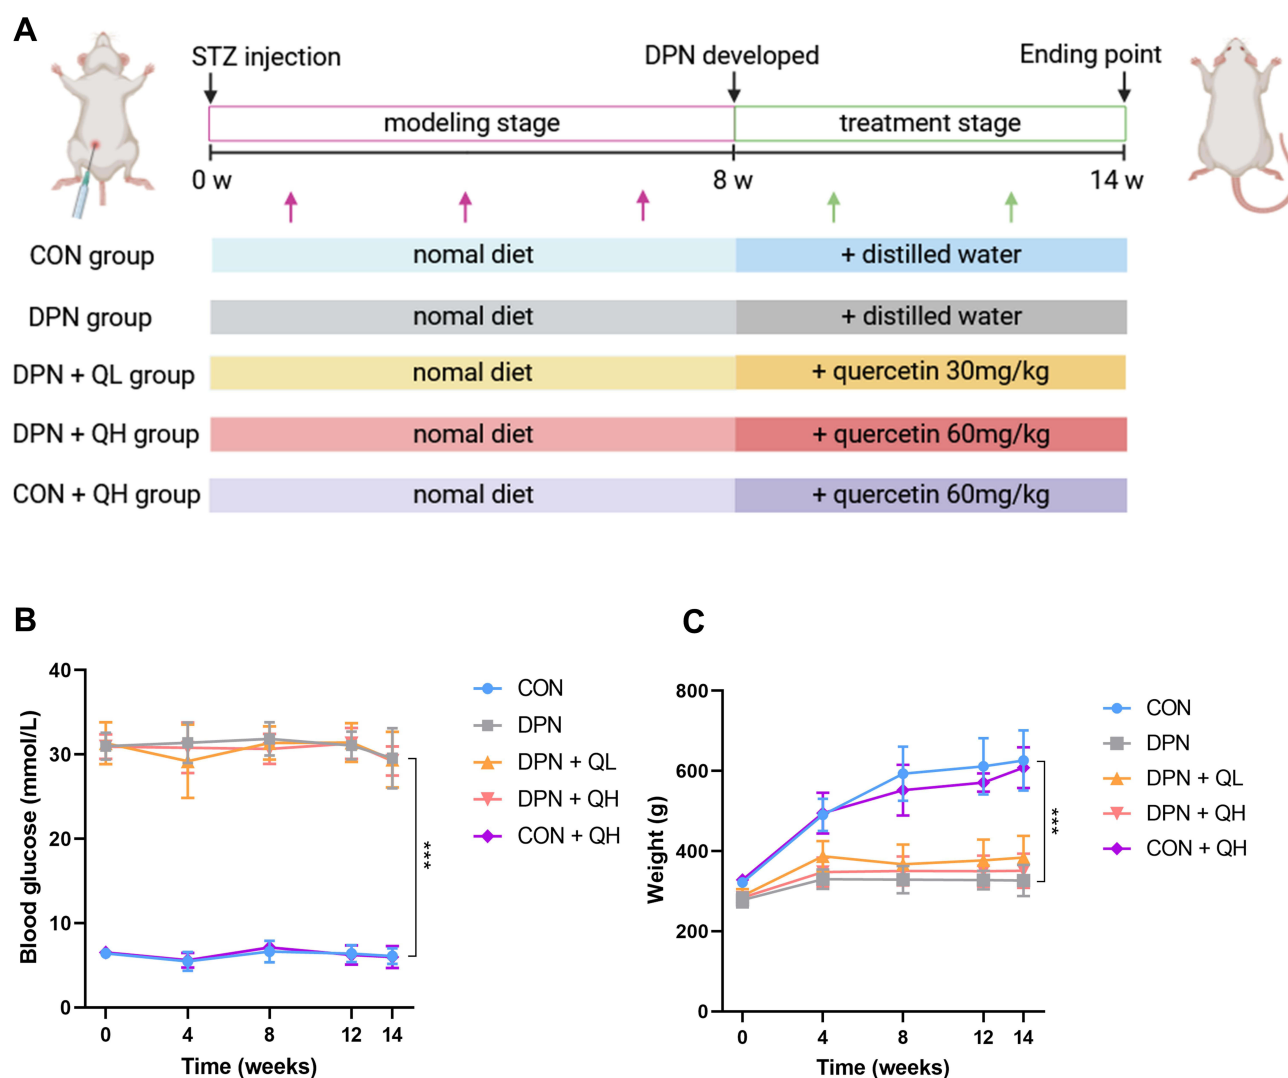 A
STZ injection
DPN developed
Ending point
modeling stage
treatment stage
0 w
8 w
14 w
CON group
nomal diet
+ distilled water
DPN group
nomal diet
+ distilled water
DPN + QL group
nomal diet
+ quercetin 30mg/kg
DPN + QH group
nomal diet
+ quercetin 60mg/kg
CON + QH group
nomal diet
+ quercetin 60mg/kg
B
Blood glucose (mmol/L)
40
30
20
10
0
0
4
8
12
14
Time (weeks)
***
CON
DPN
DPN + QL
DPN + QH
CON + QH
C
Weight (g)
800
600
400
200
0
0
4
8
12
14
Time (weeks)
***
CON
DPN
DPN + QL
DPN + QH
CON + QH